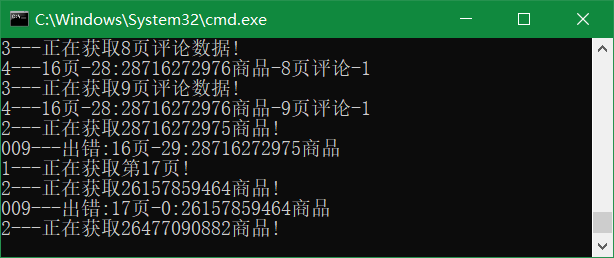 C:\Windows\System32\cmd.exe
3---正在获取8页评论数据!
4---16页-28:28716272976商品-8页评论-1
3---正在获取9页评论数据!
4---16页-28:28716272976商品-9页评论-1
2---正在获取28716272975商品!
009---出错:16页-29:28716272975商品
1---正在获取第17页!
2---正在获取26157859464商品!
009---出错:17页-0:26157859464商品
2---正在获取26477090882商品!